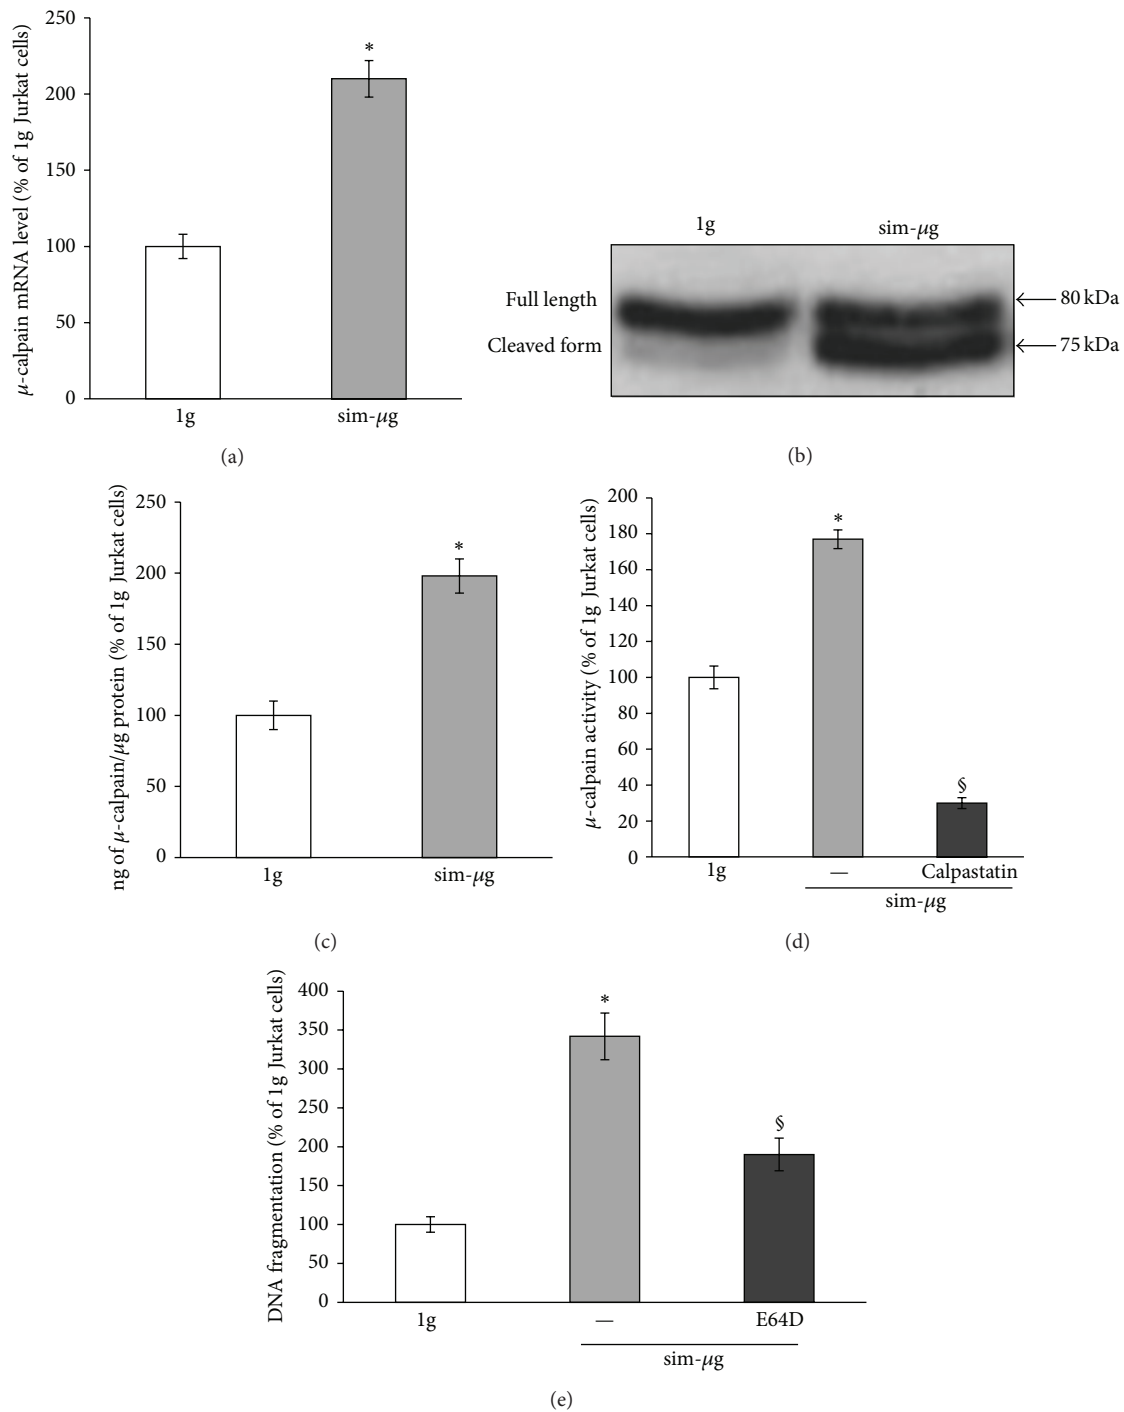 μ-calpain mRNA level (% of 1g Jurkat cells)
250
200
150
100
50
0
*
1g
sim-μg
(a)
1g
sim-μg
Full length
Cleaved form
80 kDa
75 kDa
(b)
ng of μ-calpain/μg protein (% of 1g Jurkat cells)
250
200
150
100
50
0
*
1g
sim-μg
(c)
μ-calpain activity (% of 1g Jurkat cells)
200
180
160
140
120
100
80
60
40
20
0
*
§
1g
—
Calpastatin
sim-μg
(d)
DNA fragmentation (% of 1g Jurkat cells)
400
350
300
250
200
150
100
50
0
*
§
1g
—
E64D
sim-μg
(e)